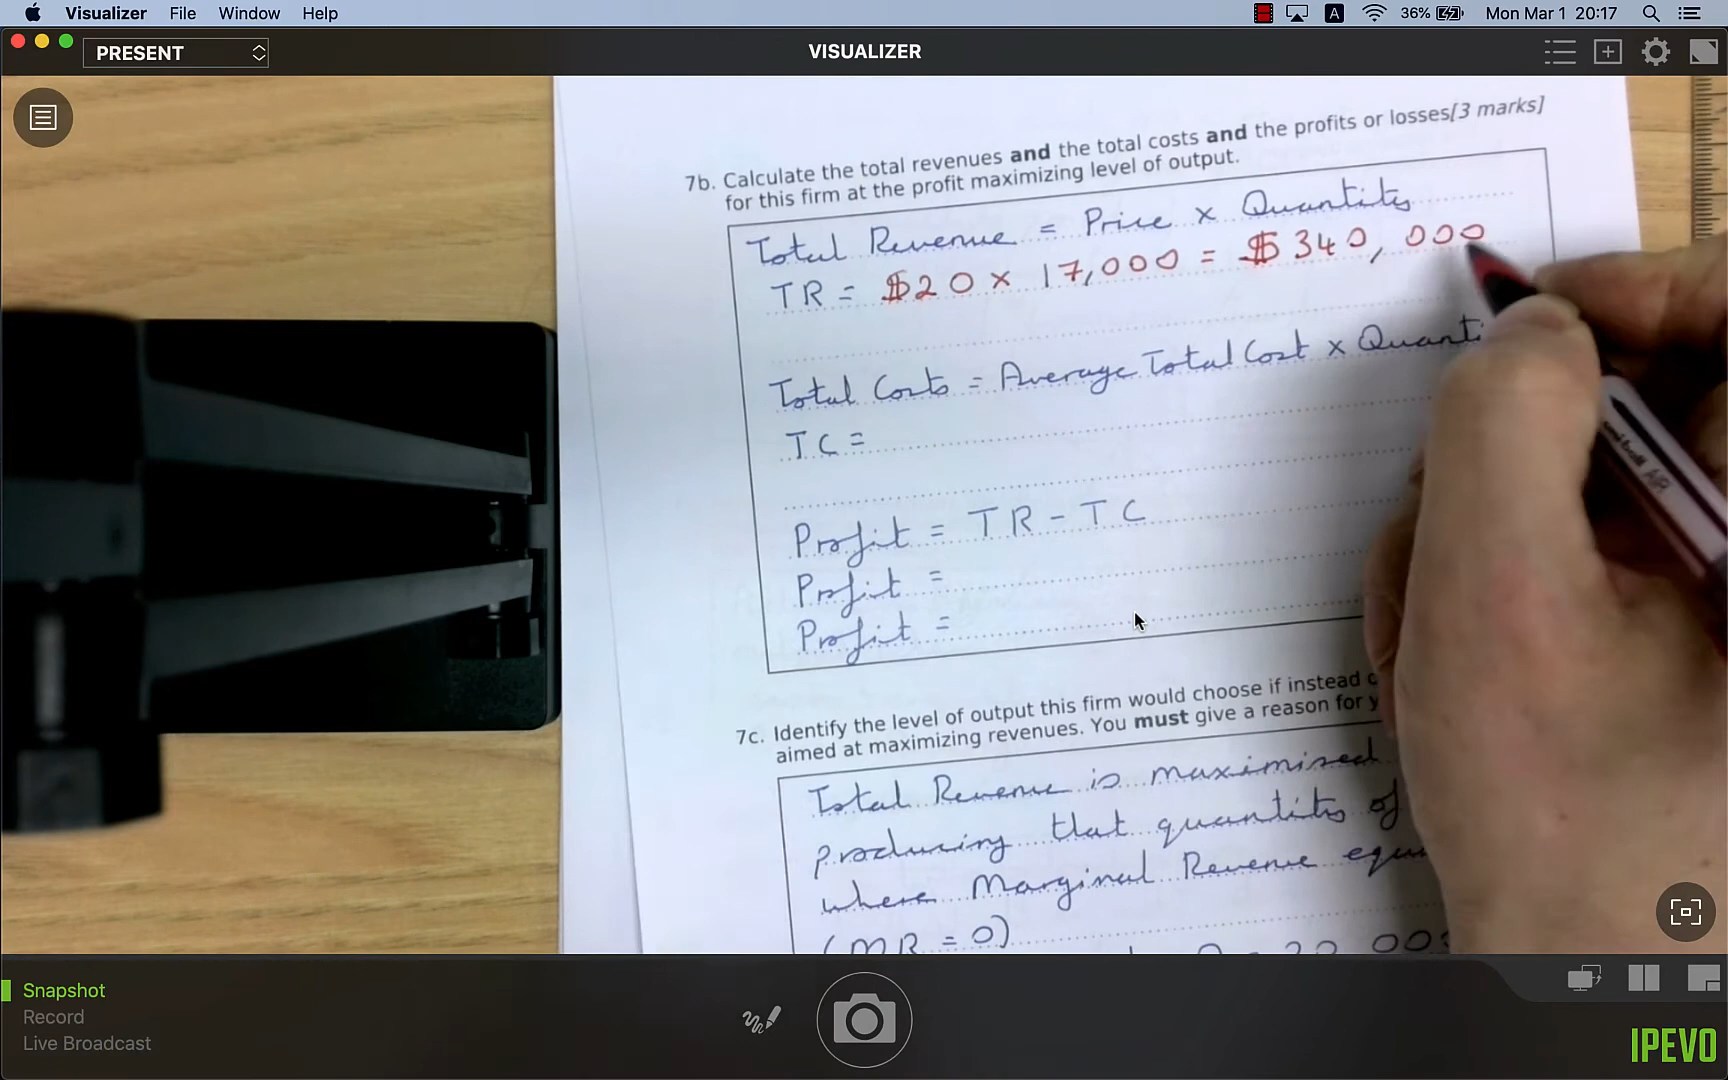 Visualizer File Window Help A 36% Mon Mar 1 20:17
PRESENT VISUALIZER
7b. Calculate the total revenues and the total costs and the profits or losses[3 marks]
for this firm at the profit maximizing level of output.
Total Revenue = Price x Quantity
TR = $20 x 17,000 = $340,000
Total Costs = Average Total Cost x Quanti
TC =
Profit = TR - TC
Profit =
Profit =
7c. Identify the level of output this firm would choose if instead
aimed at maximizing revenues. You must give a reason for y
Total Revenue is maximised
producing that quantity of
where Marginal Revenue equ
(MR = 0)
Snapshot
Record
Live Broadcast
IPEVO